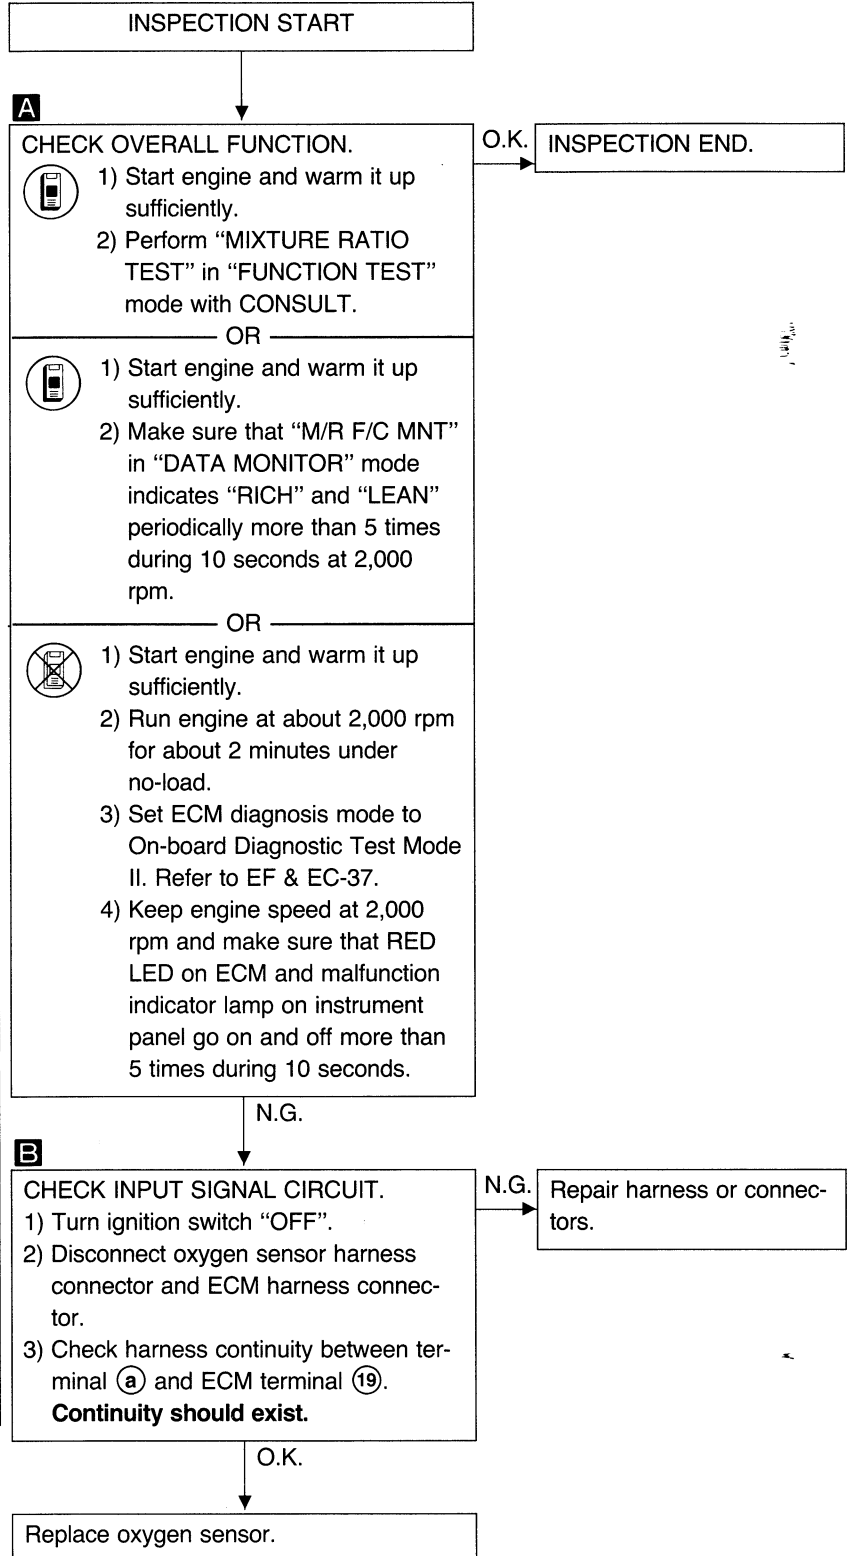 INSPECTION START
A
CHECK OVERALL FUNCTION.
1) Start engine and warm it up
sufficiently.
2) Perform “MIXTURE RATIO
TEST” in “FUNCTION TEST”
mode with CONSULT.
O.K.
INSPECTION END.
OR
1) Start engine and warm it up
sufficiently.
2) Make sure that “M/R F/C MNT”
in “DATA MONITOR” mode
indicates “RICH” and “LEAN”
periodically more than 5 times
during 10 seconds at 2,000
rpm.
OR
1) Start engine and warm it up
sufficiently.
2) Run engine at about 2,000 rpm
for about 2 minutes under
no-load.
3) Set ECM diagnosis mode to
On-board Diagnostic Test Mode
II. Refer to EF & EC-37.
4) Keep engine speed at 2,000
rpm and make sure that RED
LED on ECM and malfunction
indicator lamp on instrument
panel go on and off more than
5 times during 10 seconds.
N.G.
B
CHECK INPUT SIGNAL CIRCUIT.
1) Turn ignition switch “OFF”.
2) Disconnect oxygen sensor harness
connector and ECM harness connec-
tor.
3) Check harness continuity between ter-
minal ⓐ and ECM terminal ⑲.
Continuity should exist.
N.G.
Repair harness or connec-
tors.
O.K.
Replace oxygen sensor.